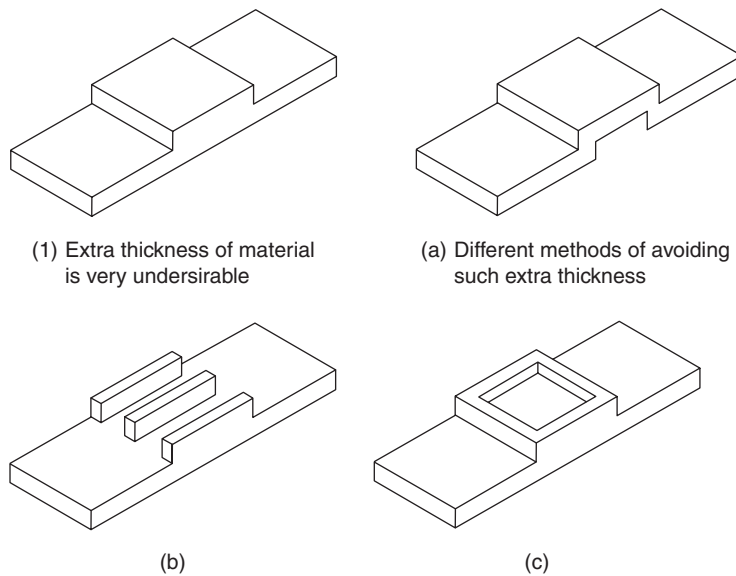 (1) Extra thickness of material
is very undersirable
(a) Different methods of avoiding
such extra thickness
(b)
(c)